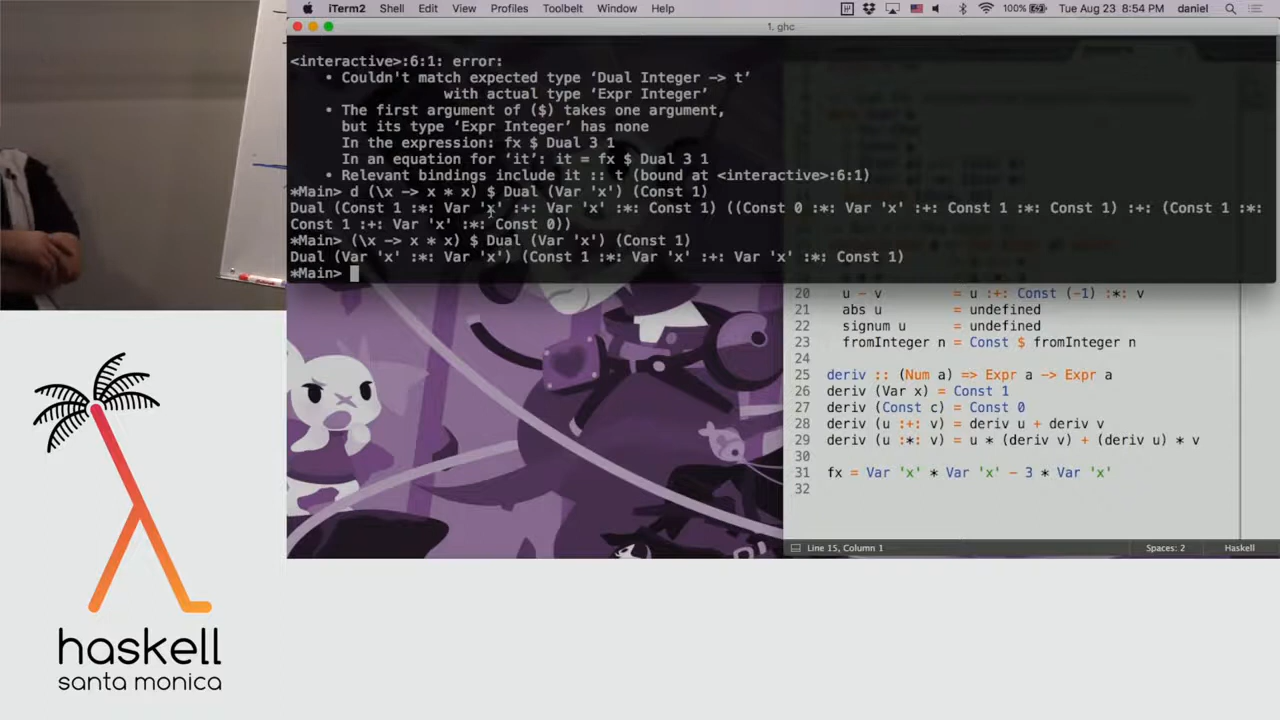 iTerm2 Shell Edit View Profiles Toolbelt Window Help 100% Tue Aug 23 8:54 PM daniel
1. ghc
<interactive>:6:1: error:
• Couldn't match expected type ‘Dual Integer -> t’
with actual type ‘Expr Integer’
• The first argument of ($) takes one argument,
but its type ‘Expr Integer’ has none
In the expression: fx $ Dual 3 1
In an equation for ‘it’: it = fx $ Dual 3 1
• Relevant bindings include it :: t (bound at <interactive>:6:1)
*Main> d (\x -> x * x) $ Dual (Var 'x') (Const 1)
Dual (Const 1 :*: Var 'x' :+: Var 'x' :*: Const 1) ((Const 0 :*: Var 'x' :+: Const 1 :*: Const 1) :+: (Const 1 :*:
Const 1 :+: Var 'x' :*: Const 0))
*Main> (\x -> x * x) $ Dual (Var 'x') (Const 1)
Dual (Var 'x' :*: Var 'x') (Const 1 :*: Var 'x' :+: Var 'x' :*: Const 1)
*Main>
20 u - v = u :+: Const (-1) :*: v
21 abs u = undefined
22 signum u = undefined
23 fromInteger n = Const $ fromInteger n
24
25 deriv :: (Num a) => Expr a -> Expr a
26 deriv (Var x) = Const 1
27 deriv (Const c) = Const 0
28 deriv (u :+: v) = deriv u + deriv v
29 deriv (u :*: v) = u * (deriv v) + (deriv u) * v
30
31 fx = Var 'x' * Var 'x' - 3 * Var 'x'
32
Line 15, Column 1 Spaces: 2 Haskell
haskell
santa monica